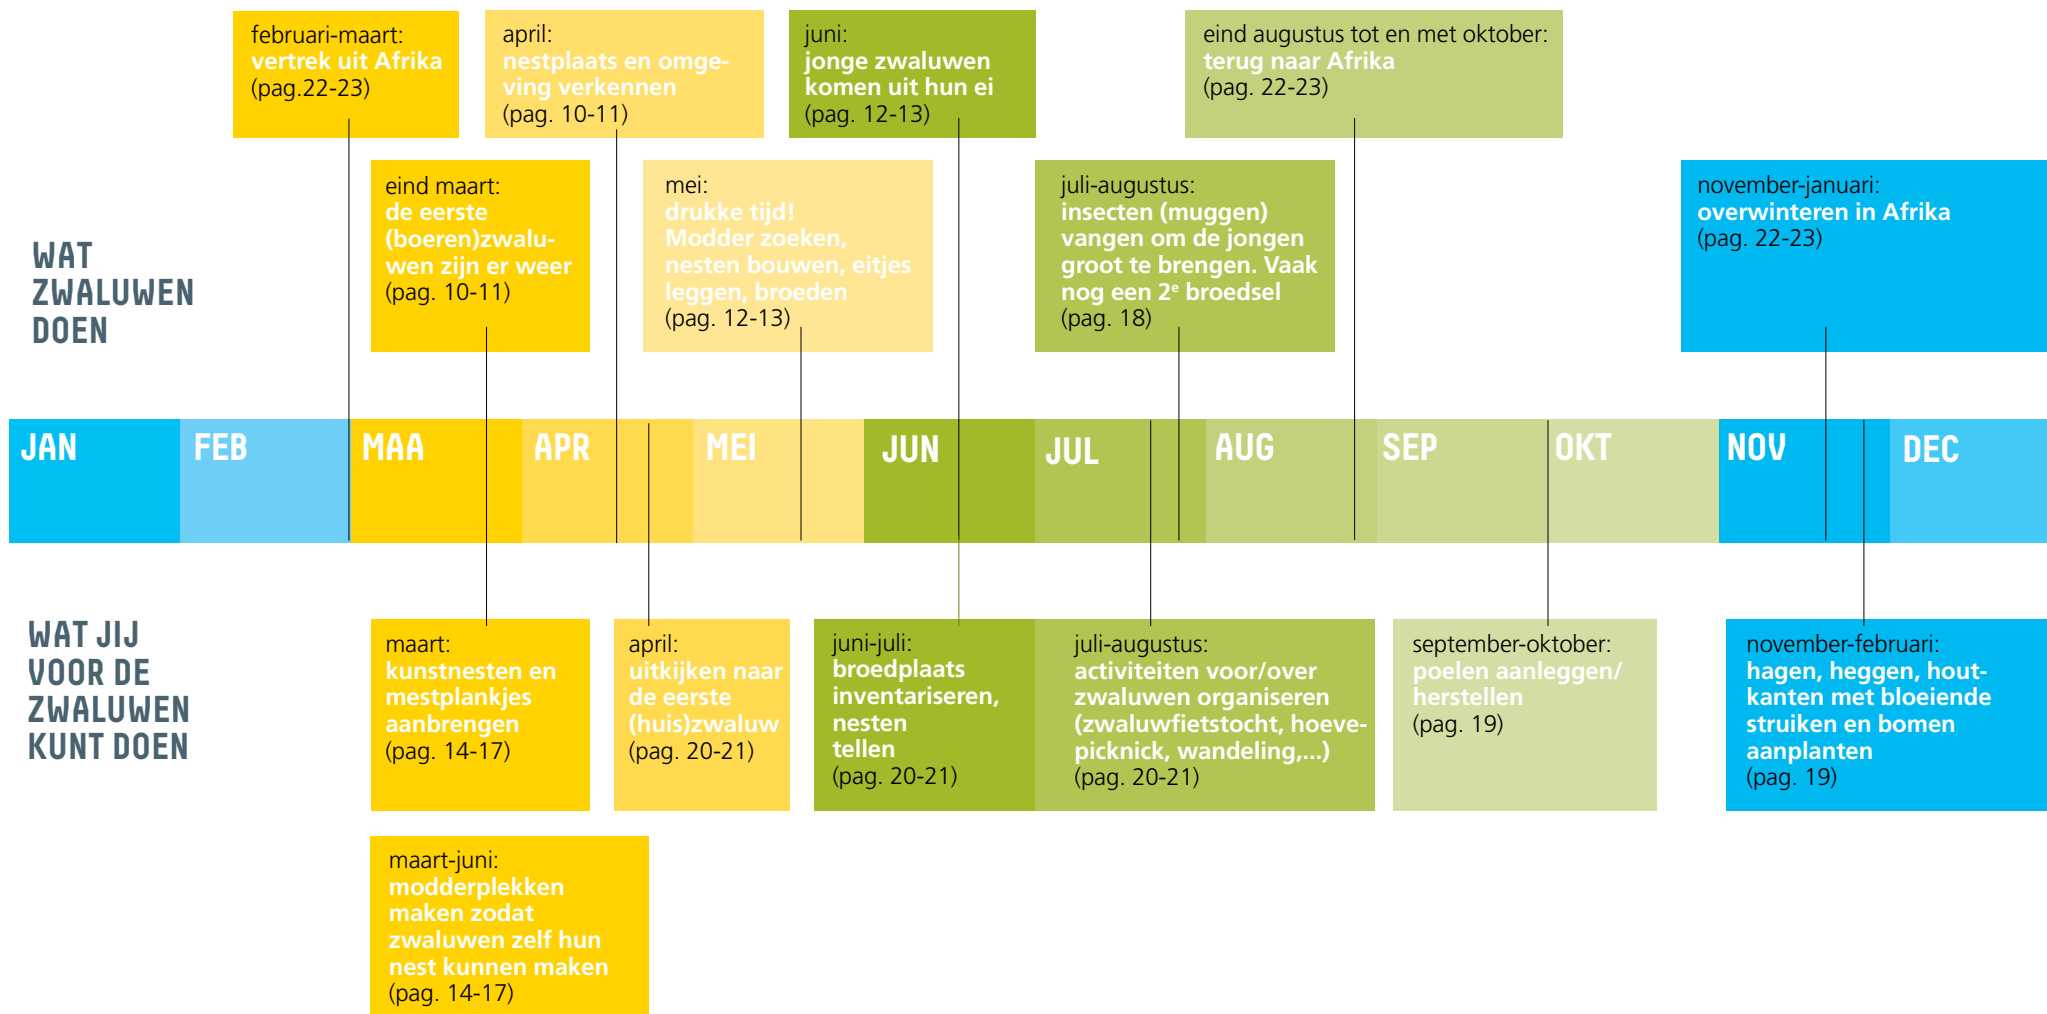 februari-maart:
vertrek uit Afrika
(pag.22-23)
april:
nestplaats en omge-
ving verkennen
(pag. 10-11)
juni:
jonge zwaluwen
komen uit hun ei
(pag. 12-13)
eind augustus tot en met oktober:
terug naar Afrika
(pag. 22-23)
WAT
ZWALUWEN
DOEN
eind maart:
de eerste
(boeren)zwalu-
wen zijn er weer
(pag. 10-11)
mei:
drukke tijd!
Modder zoeken,
nesten bouwen, eitjes
leggen, broeden
(pag. 12-13)
juli-augustus:
insecten (muggen)
vangen om de jongen
groot te brengen. Vaak
nog een 2e broedsel
(pag. 18)
november-januari:
overwinteren in Afrika
(pag. 22-23)
JAN
FEB
MAA
APR
MEI
JUN
JUL
AUG
SEP
OKT
NOV
DEC
WAT JIJ
VOOR DE
ZWALUWEN
KUNT DOEN
maart:
kunstnesten en
mestplankjes
aanbrengen
(pag. 14-17)
april:
uitkijken naar
de eerste
(huis)zwaluw
(pag. 20-21)
juni-juli:
broedplaats
inventariseren,
nesten
tellen
(pag. 20-21)
juli-augustus:
activiteiten voor/over
zwaluwen organiseren
(zwaluwfietstocht, hoeve-
picknick, wandeling,...)
(pag. 20-21)
september-oktober:
poelen aanleggen/
herstellen
(pag. 19)
november-februari:
hagen, heggen, hout-
kanten met bloeiende
struiken en bomen
aanplanten
(pag. 19)
maart-juni:
modderplekken
maken zodat
zwaluwen zelf hun
nest kunnen maken
(pag. 14-17)